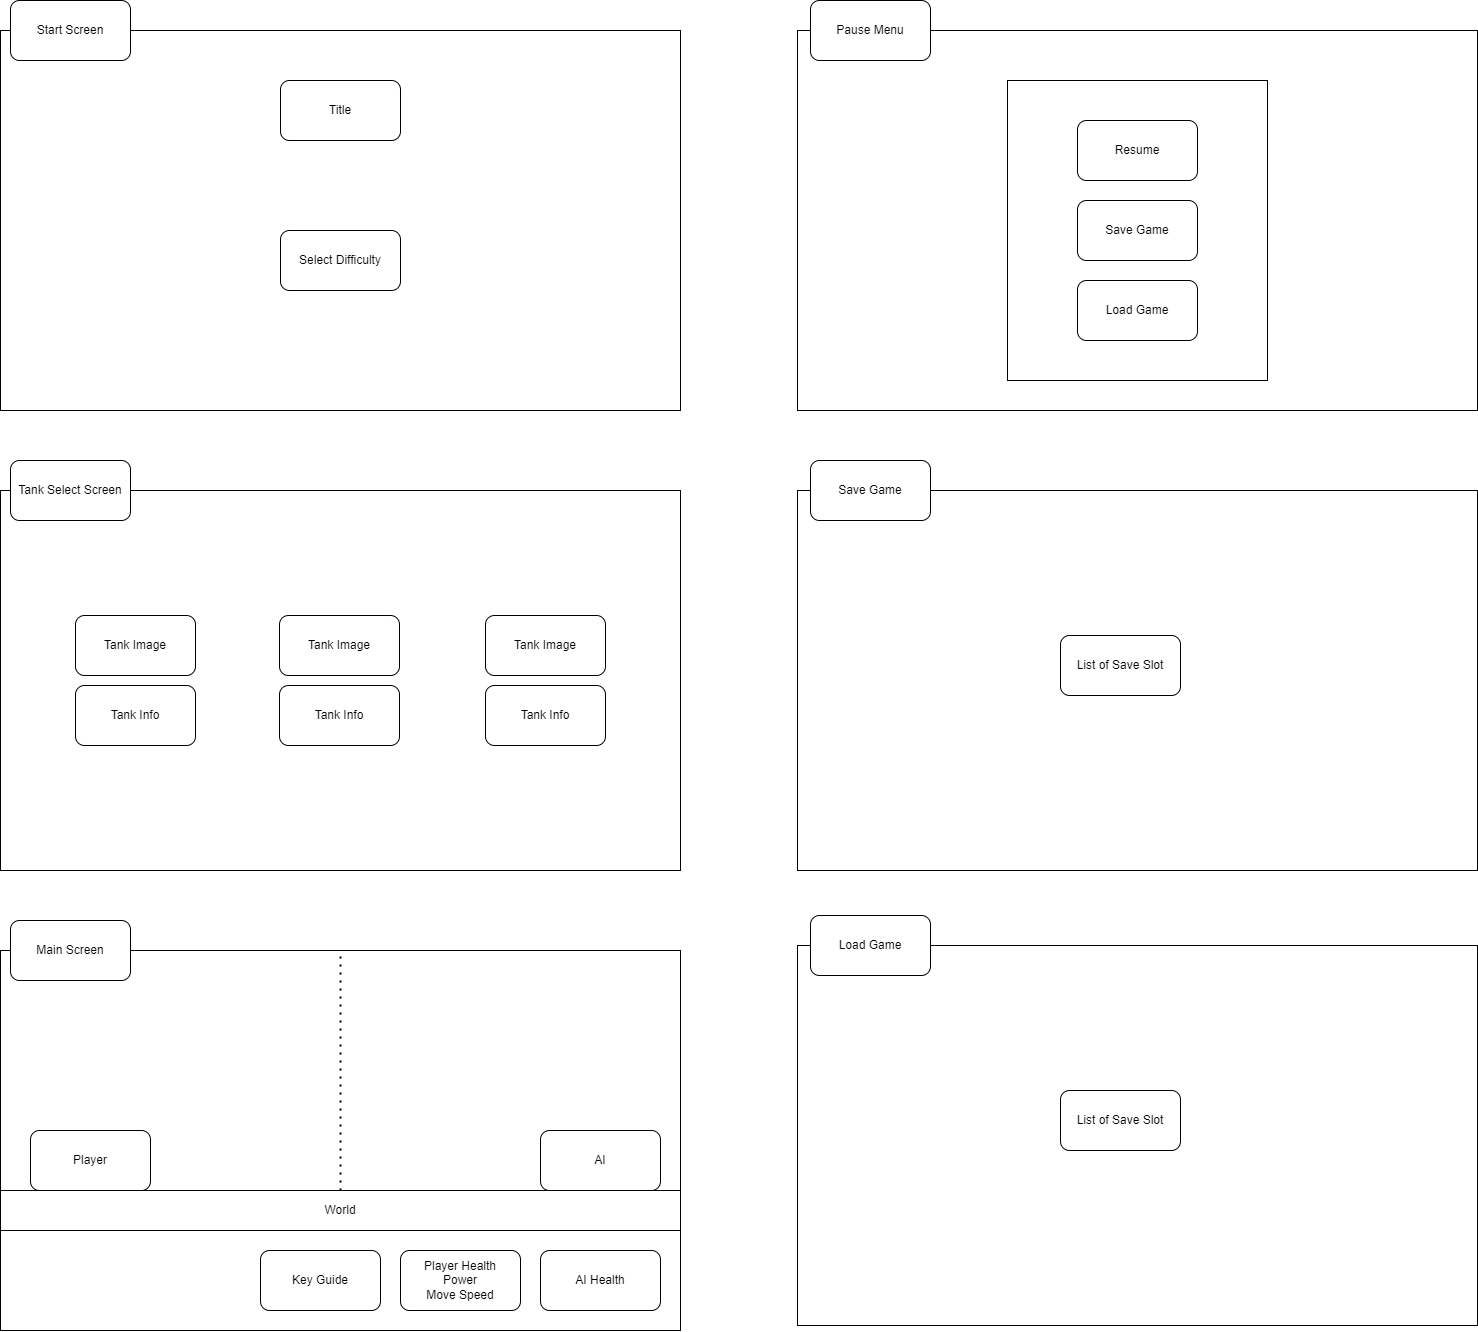 Start Screen
Title
Select Difficulty
Pause Menu
Resume
Save Game
Load Game
Tank Select Screen
Tank Image
Tank Image
Tank Image
Tank Info
Tank Info
Tank Info
Save Game
List of Save Slot
Main Screen
Player
AI
World
Key Guide
Player Health
Power
Move Speed
AI Health
Load Game
List of Save Slot